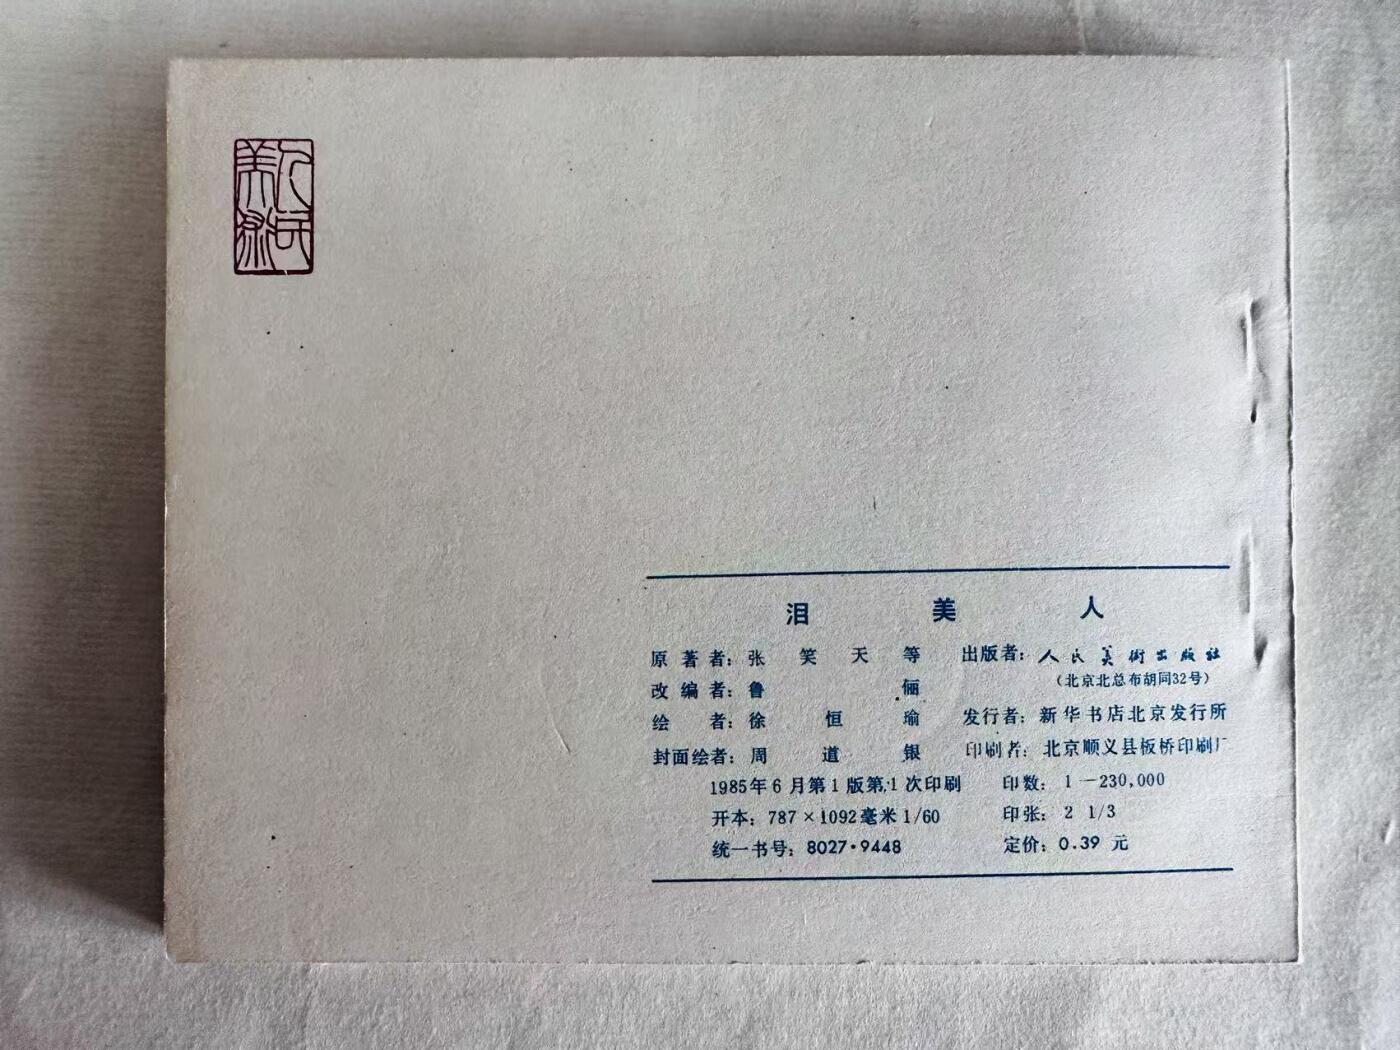 人民美術
泪美人
原著者：张笑天等 出版者：人民美術出版社
（北京北总布胡同32号）
改编者：鲁俪
绘者：徐恒瑜 发行者：新华书店北京发行所
封面绘者：周道银 印刷者：北京顺义县板桥印刷厂
1985年6月第1版第1次印刷 印数：1—230,000
开本：787×1092毫米1/60 印张：2 1/3
统一书号：8027·9448 定价：0.39元